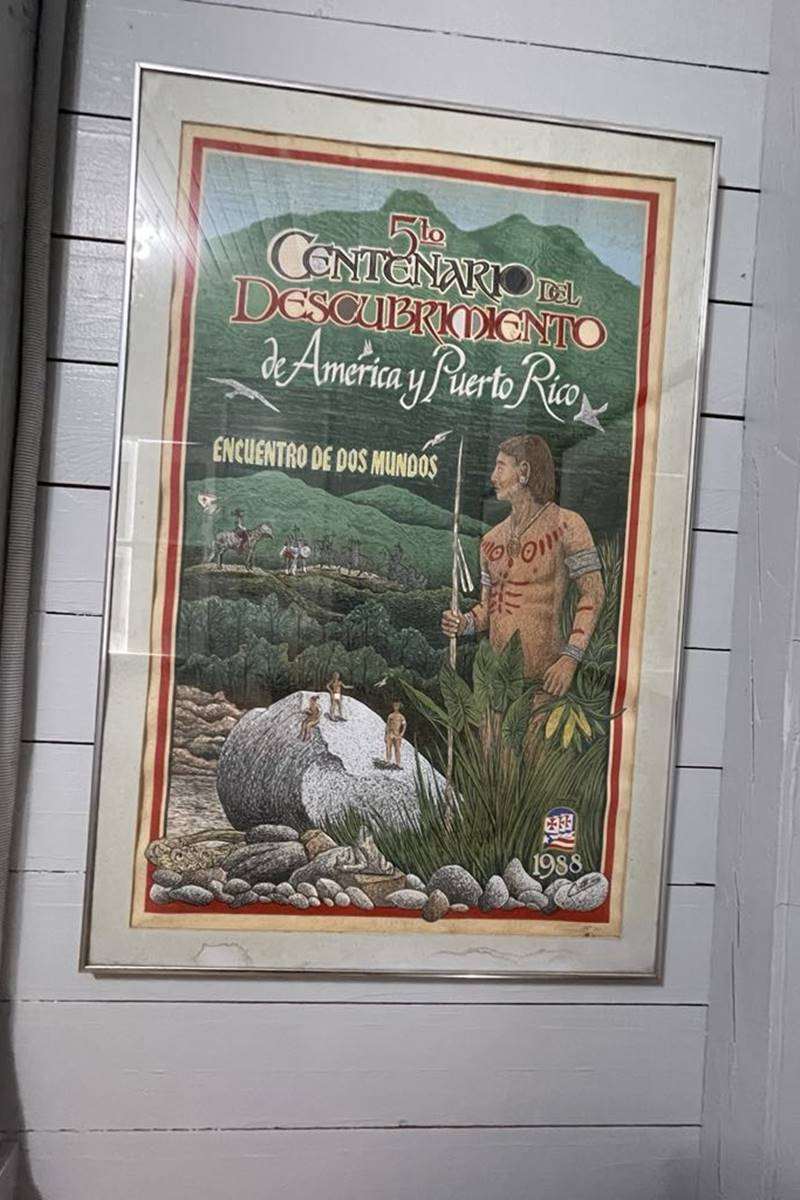 5to
CENTENARIO DEL
DESCUBRIMIENTO
de América y Puerto Rico
ENCUENTRO DE DOS MUNDOS
1988